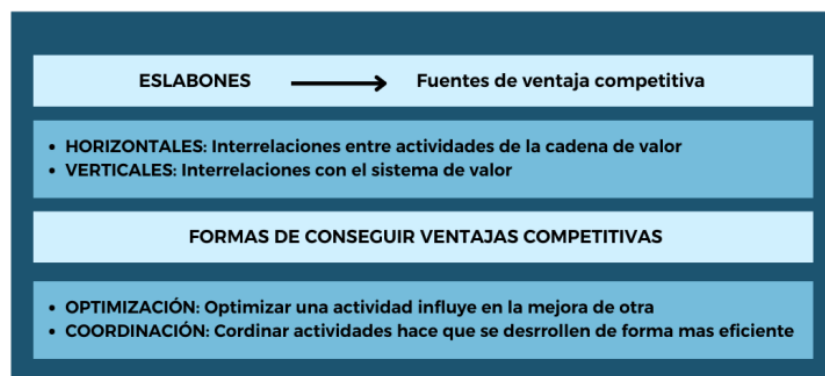 ESLABONES → Fuentes de ventaja competitiva
• HORIZONTALES: Interrelaciones entre actividades de la cadena de valor
• VERTICALES: Interrelaciones con el sistema de valor
FORMAS DE CONSEGUIR VENTAJAS COMPETITIVAS
• OPTIMIZACIÓN: Optimizar una actividad influye en la mejora de otra
• COORDINACIÓN: Cordinar actividades hace que se desrrollen de forma mas eficiente